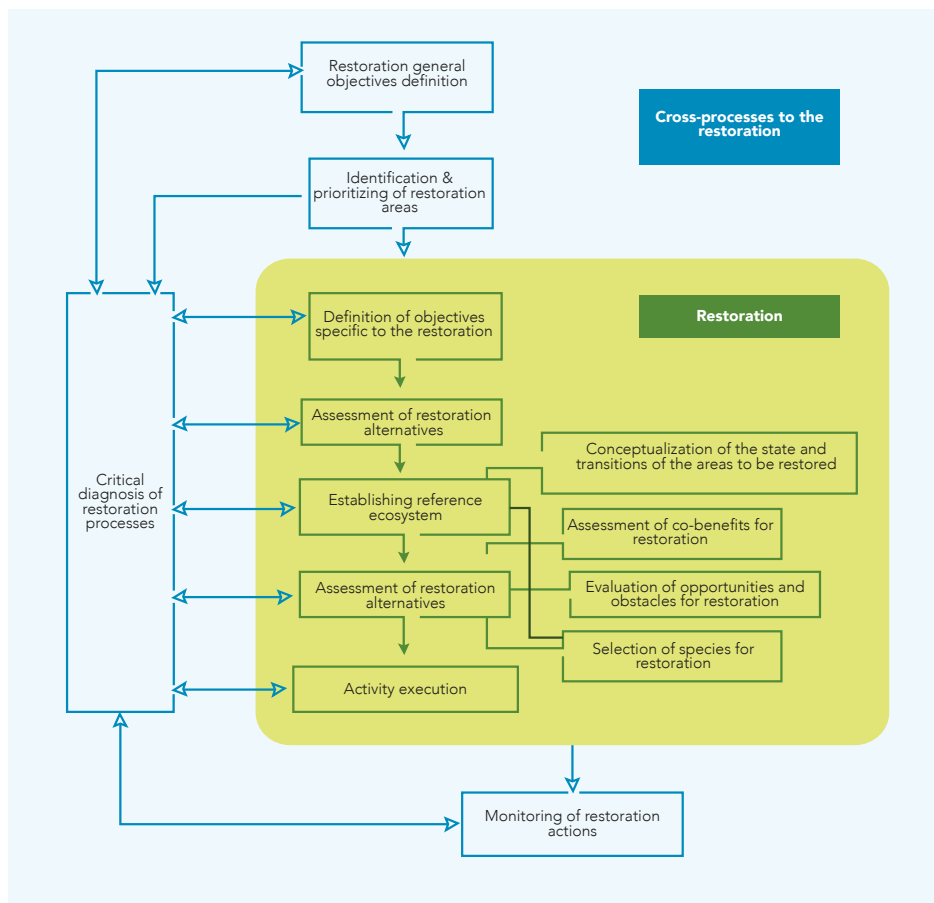 Restoration general
objectives definition
Cross-processes to the
restoration
Identification &
prioritizing of restoration
areas
Restoration
Definition of objectives
specific to the restoration
Assessment of restoration
alternatives
Conceptualization of the state and
transitions of the areas to be restored
Critical
diagnosis of
restoration
processes
Establishing reference
ecosystem
Assessment of co-benefits for
restoration
Assessment of restoration
alternatives
Evaluation of opportunities and
obstacles for restoration
Selection of species for
restoration
Activity execution
Monitoring of restoration
actions